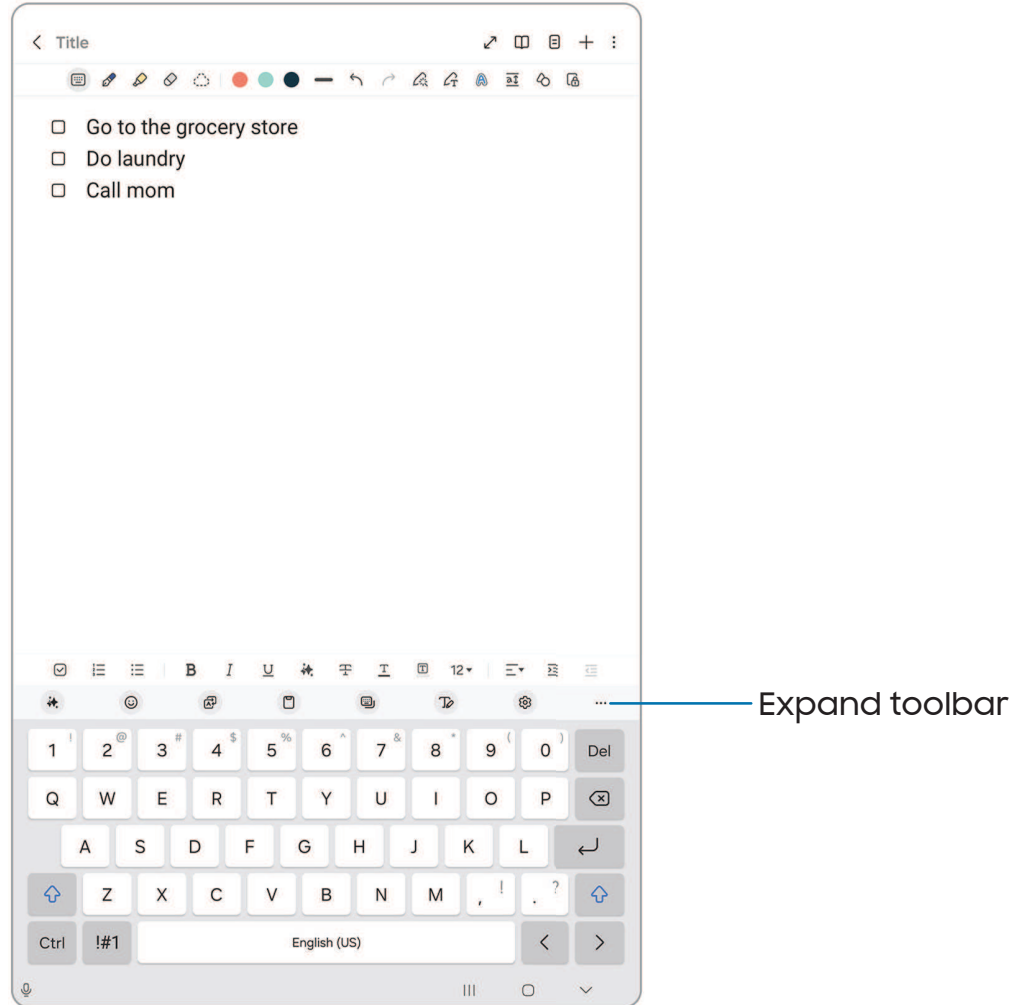 Title
Go to the grocery store
Do laundry
Call mom
B I U T T T 12
Expand toolbar
1 ! 2 @ 3 # 4 $ 5 % 6 ^ 7 & 8 * 9 ( 0 ) Del
Q W E R T Y U I O P
A S D F G H J K L
Z X C V B N M , ! . ?
Ctrl !#1 English (US) < >